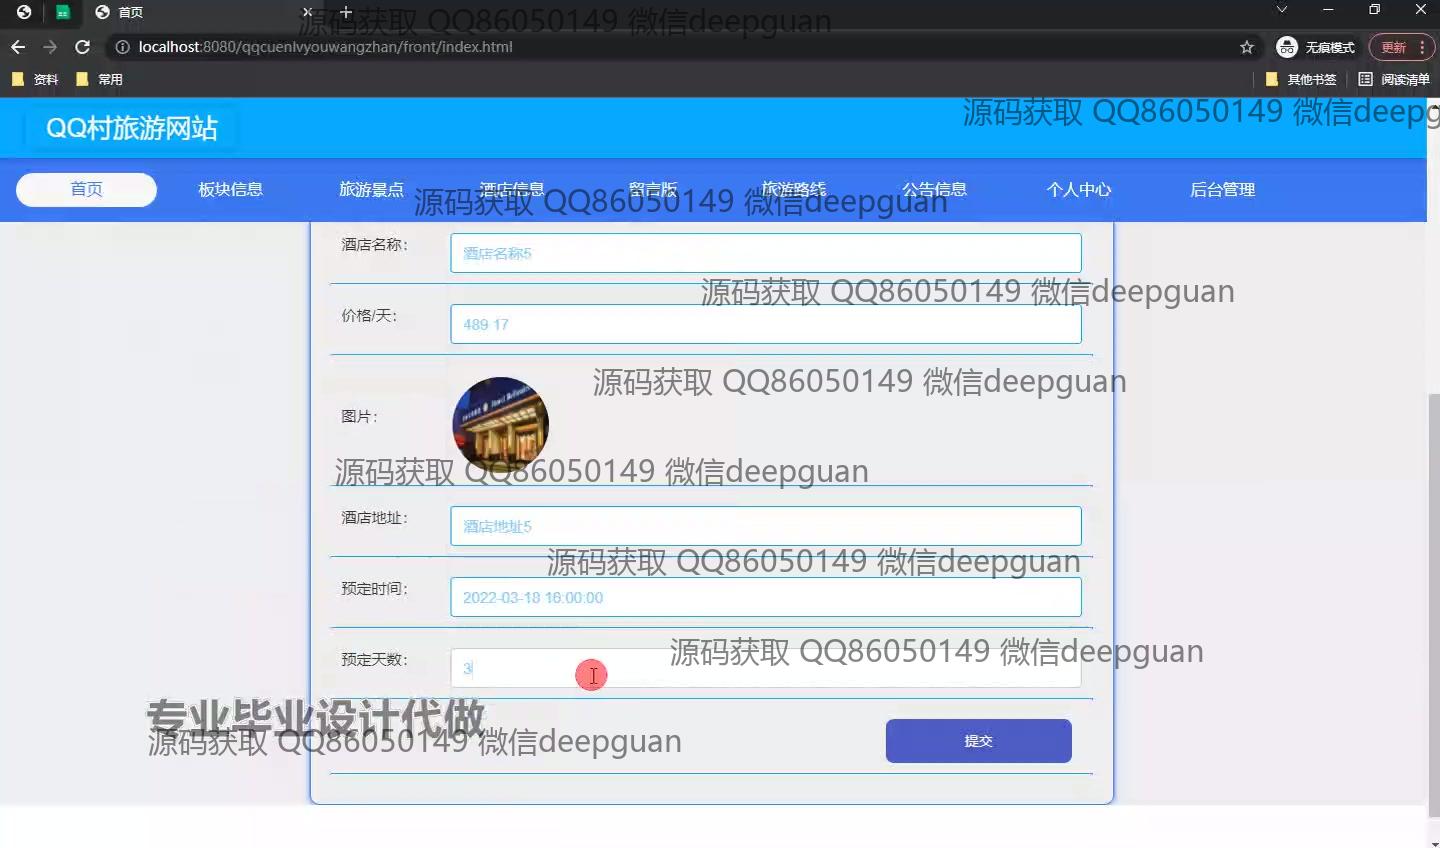 首页
源码获取 QQ86050149 微信deepguan
localhost:8080/qqcuenlvyouwangzhan/front/index.html
无痕模式
更新
资料
常用
其他书签
阅读清单
源码获取 QQ86050149 微信deepg
QQ村旅游网站
首页
板块信息
旅游景点
酒店信息
留言版
旅游路线
公告信息
个人中心
后台管理
源码获取 QQ86050149 微信deepguan
酒店名称：
酒店名称5
源码获取 QQ86050149 微信deepguan
价格/天：
489 17
源码获取 QQ86050149 微信deepguan
图片：
源码获取 QQ86050149 微信deepguan
酒店地址：
酒店地址5
源码获取 QQ86050149 微信deepguan
预定时间：
2022-03-18 16:00:00
源码获取 QQ86050149 微信deepguan
预定天数：
3
专业毕业设计代做
源码获取 QQ86050149 微信deepguan
提交